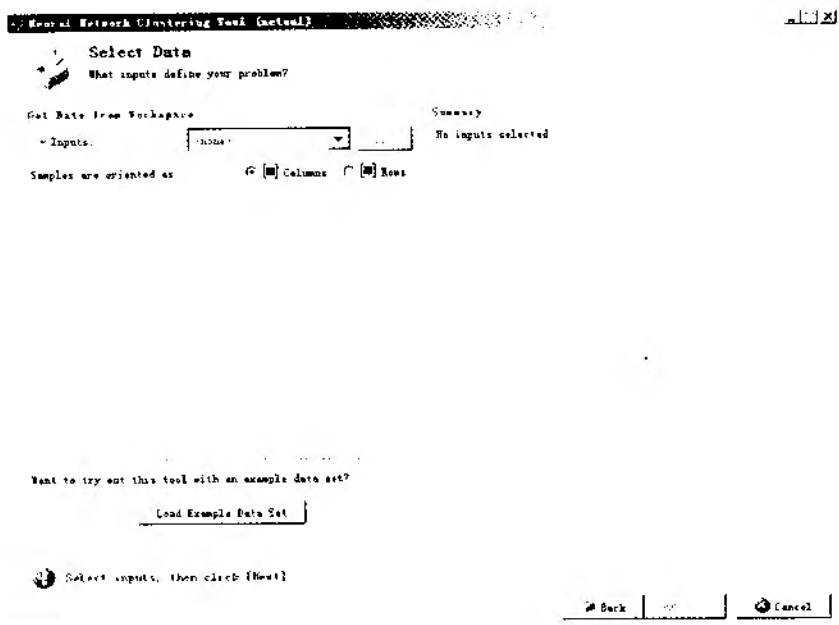 Neural Network Clustering Tool (nctool)
Select Data
What inputs define your problem?
Get Data from Workspace
Inputs:
(none)
...
Samples are oriented as
Columns
Rows
Summary
No inputs selected
Want to try out this tool with an example data set?
Load Example Data Set
Select inputs, then click [Next]
Back
Cancel